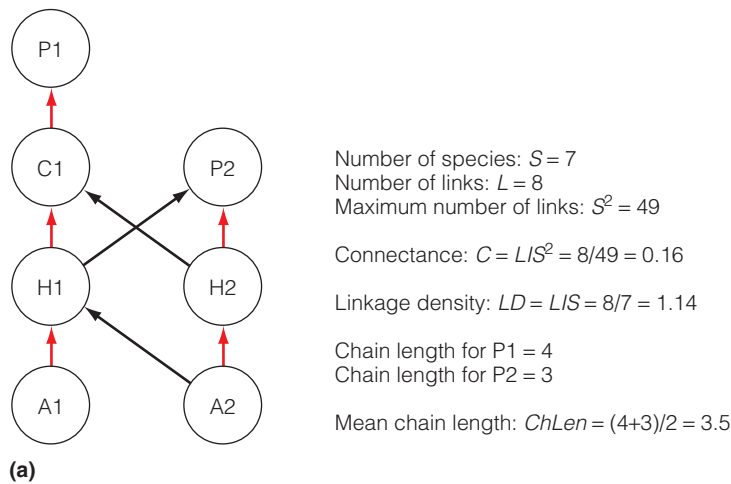 P1
C1
P2
H1
H2
A1
A2
(a)
Number of species: S = 7
Number of links: L = 8
Maximum number of links: S² = 49
Connectance: C = LIS² = 8/49 = 0.16
Linkage density: LD = LIS = 8/7 = 1.14
Chain length for P1 = 4
Chain length for P2 = 3
Mean chain length: ChLen = (4+3)/2 = 3.5